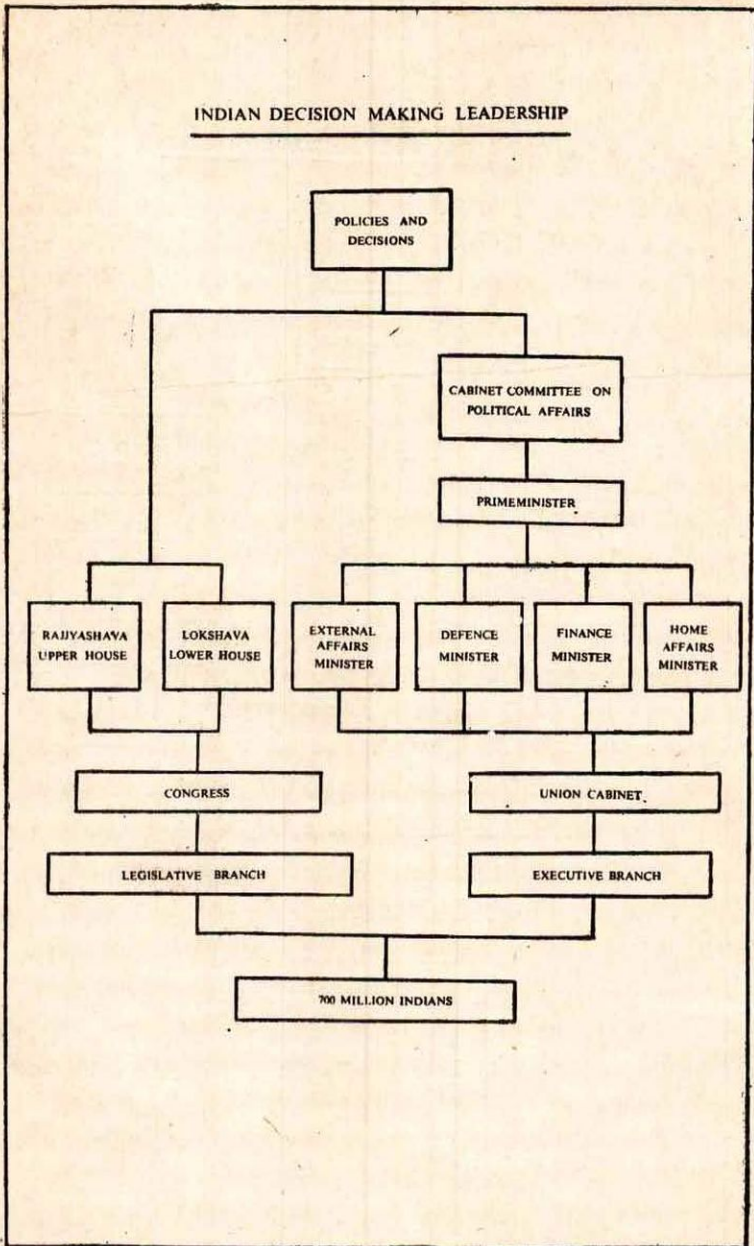 INDIAN DECISION MAKING LEADERSHIP
POLICIES AND
DECISIONS
CABINET COMMITTEE ON
POLITICAL AFFAIRS
PRIMEMINISTER
RAJJYASHAVA
UPPER HOUSE
LOKSHAVA
LOWER HOUSE
EXTERNAL
AFFAIRS
MINISTER
DEFENCE
MINISTER
FINANCE
MINISTER
HOME
AFFAIRS
MINISTER
CONGRESS
UNION CABINET
LEGISLATIVE BRANCH
EXECUTIVE BRANCH
700 MILLION INDIANS